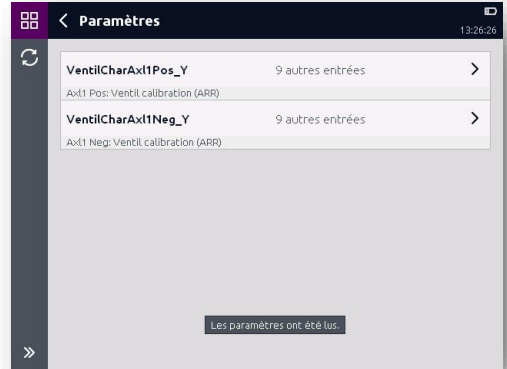 Paramètres
13:26:26
VentilCharAxl1Pos_Y 9 autres entrées
Axl1 Pos: Ventil calibration (ARR)
VentilCharAxl1Neg_Y 9 autres entrées
Axl1 Neg: Ventil calibration (ARR)
Les paramètres ont été lus.